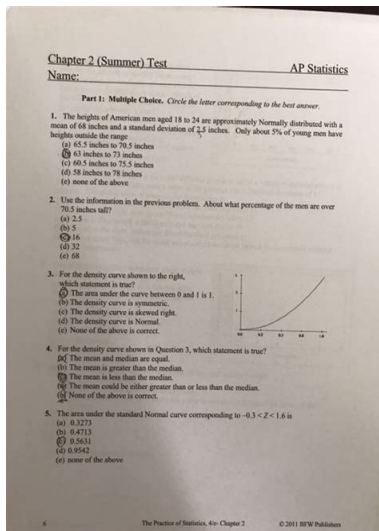 Chapter 2 (Summer) Test
AP Statistics
Name:
Part 1: Multiple Choice. Circle the letter corresponding to the best answer.
1. The heights of American men aged 18 to 24 are approximately Normally distributed with a
mean of 68 inches and a standard deviation of 2.5 inches. Only about 5% of young men have
heights outside the range
(a) 65.5 inches to 70.5 inches
(b) 63 inches to 73 inches
(c) 60.5 inches to 75.5 inches
(d) 58 inches to 78 inches
(e) none of the above
2. Use the information in the previous problem. About what percentage of the men are over
70.5 inches tall?
(a) 2.5
(b) 5
(c) 16
(d) 32
(e) 68
3. For the density curve shown to the right,
which statement is true?
(a) The area under the curve between 0 and 1 is 1.
(b) The density curve is symmetric.
(c) The density curve is skewed right.
(d) The density curve is Normal.
(e) None of the above is correct.
4. For the density curve shown in Question 3, which statement is true?
(a) The mean and median are equal.
(b) The mean is greater than the median.
(c) The mean is less than the median.
(d) The mean could be either greater than or less than the median.
(e) None of the above is correct.
5. The area under the standard Normal curve corresponding to -0.3 < Z < 1.6 is
(a) 0.3273
(b) 0.4713
(c) 0.5631
(d) 0.9542
(e) none of the above
6
The Practice of Statistics, 4/e- Chapter 2
© 2011 BFW Publishers